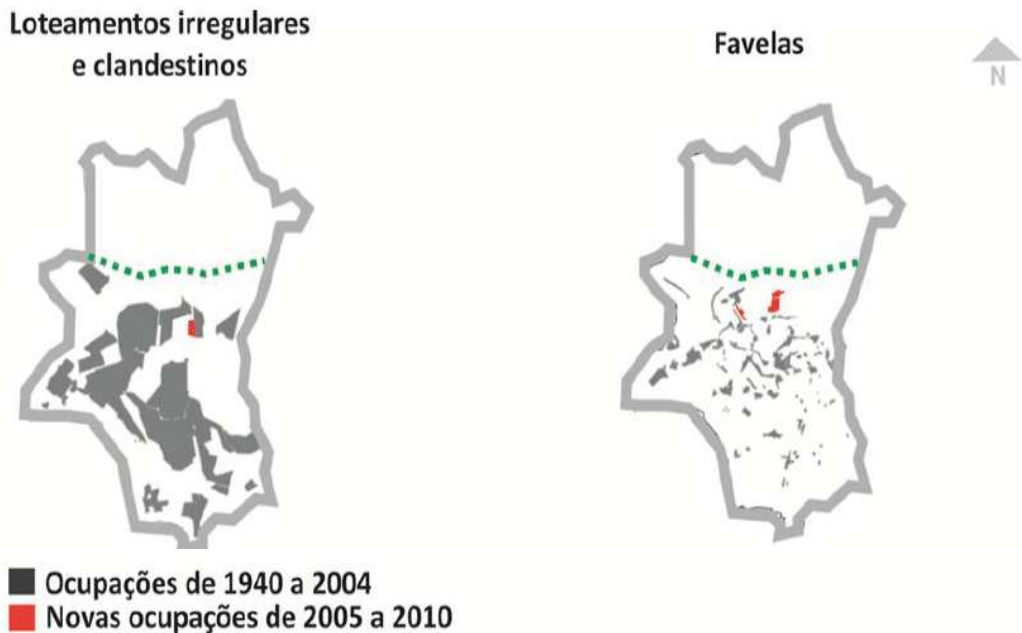 Loteamentos irregulares
e clandestinos
Favelas
N
Ocupações de 1940 a 2004
Novas ocupações de 2005 a 2010